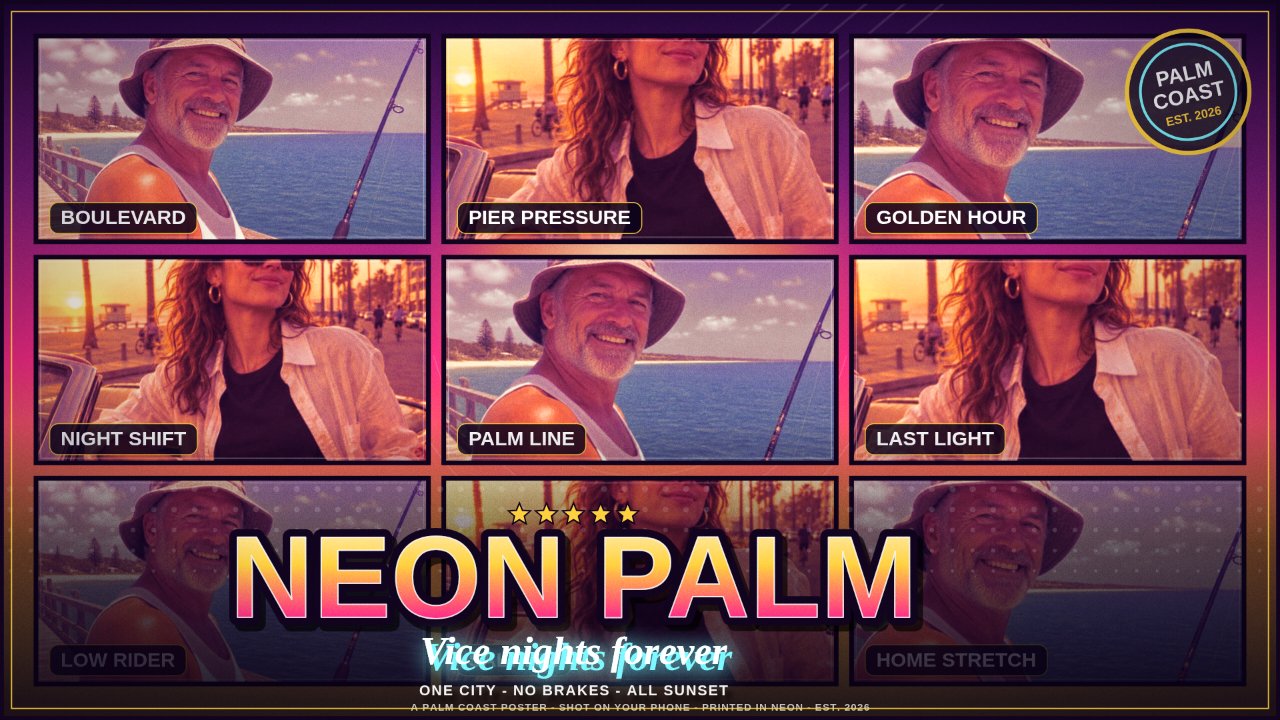 PALM
COAST
EST. 2026
BOULEVARD
PIER PRESSURE
GOLDEN HOUR
NIGHT SHIFT
PALM LINE
LAST LIGHT
LOW RIDER
HOME STRETCH
NEON PALM
Vice nights forever
ONE CITY - NO BRAKES - ALL SUNSET
A PALM COAST POSTER - SHOT ON YOUR PHONE - PRINTED IN NEON - EST. 2026